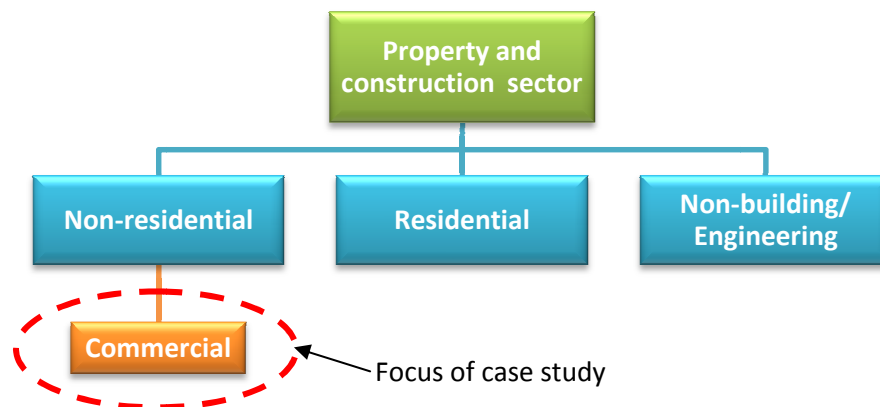 Property and
construction sector
Non-residential
Residential
Non-building/
Engineering
Commercial
Focus of case study